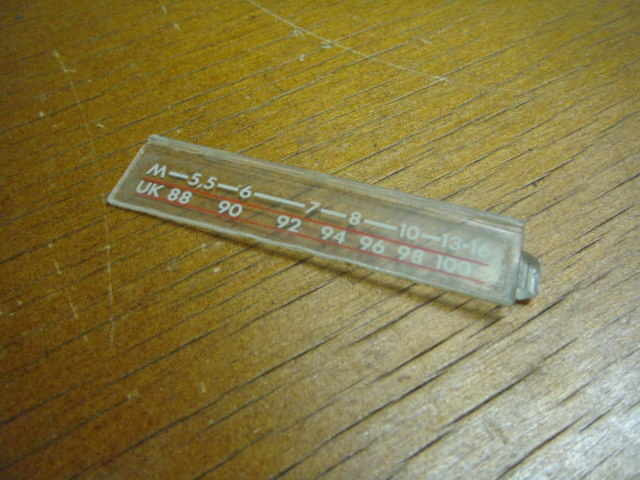 M—5,5—6——7—8——10—13-16
UK 88 90 92 94 96 98 100